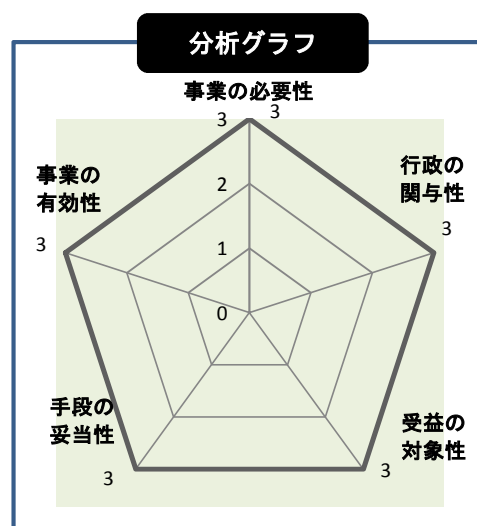 分析グラフ
事業の必要性
3
3
行政の
関与性
3
事業の
有効性
3
2
1
0
手段の
妥当性
3
受益の
対象性
3